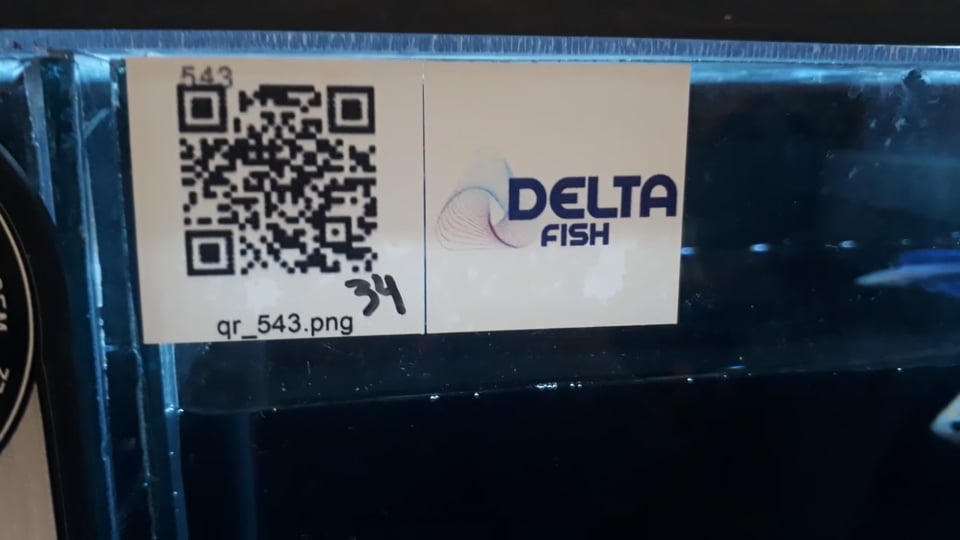 543
34
qr_543.png
DELTA
FISH